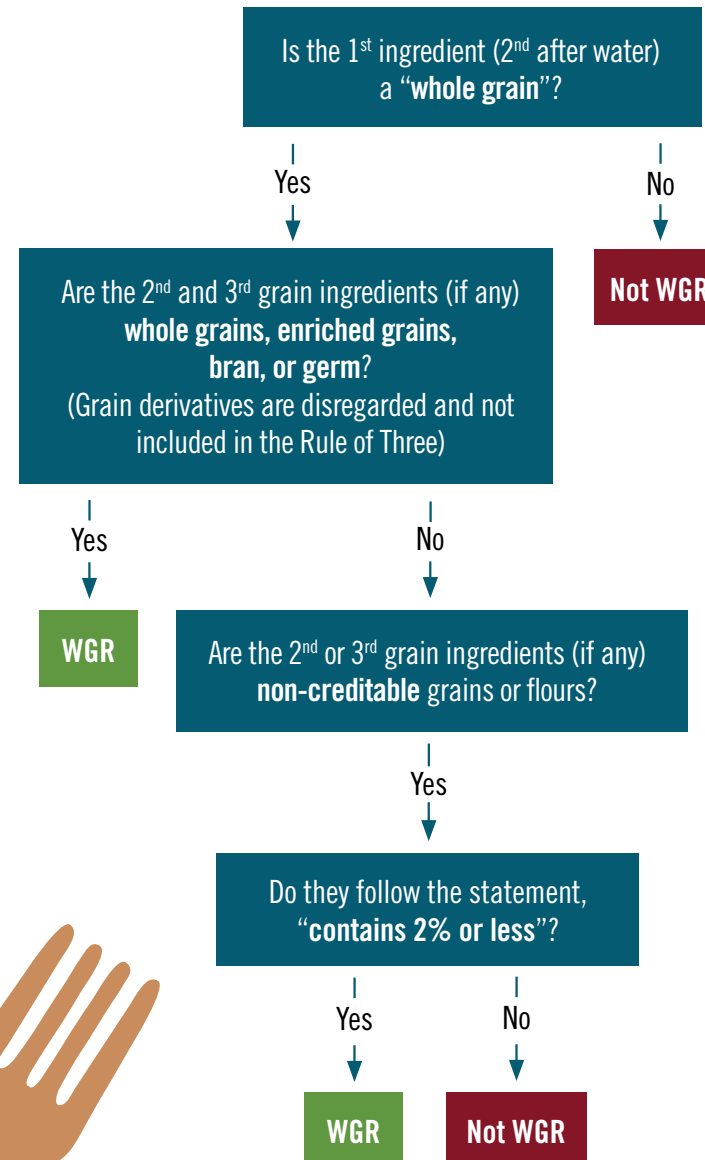 Is the 1st ingredient (2nd after water)
a “whole grain”?
Yes
No
Not WGR
Are the 2nd and 3rd grain ingredients (if any)
whole grains, enriched grains,
bran, or germ?
(Grain derivatives are disregarded and not
included in the Rule of Three)
Yes
No
WGR
Are the 2nd or 3rd grain ingredients (if any)
non-creditable grains or flours?
Yes
Do they follow the statement,
“contains 2% or less”?
Yes
No
WGR
Not WGR